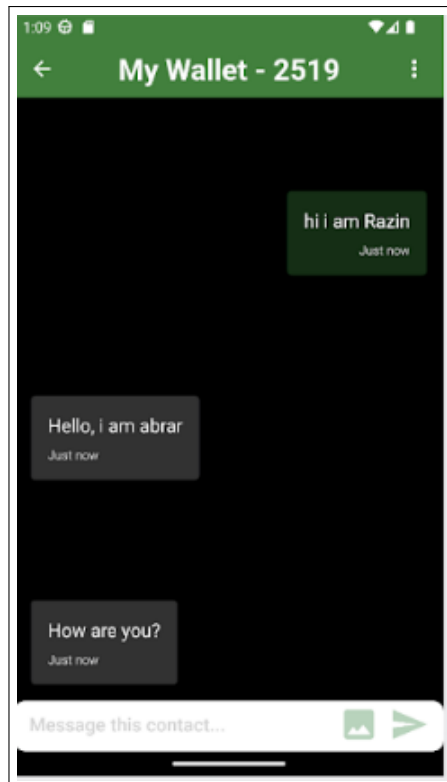 1:09
My Wallet - 2519
hi i am Razin
Just now
Hello, i am abrar
Just now
How are you?
Just now
Message this contact...